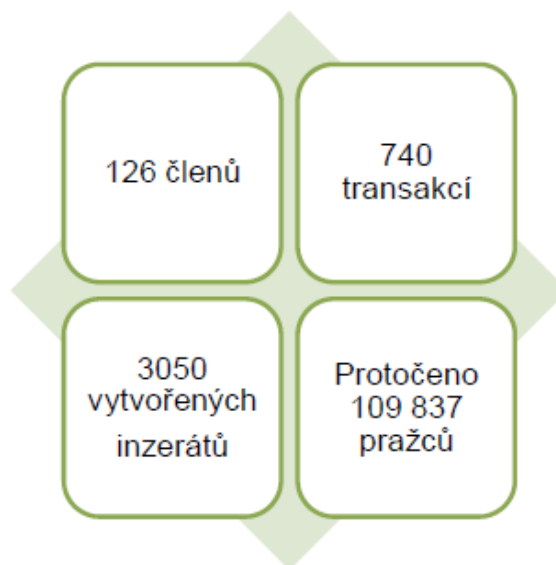 126 členů
740
transakcí
3050
vytvořených
inzerátů
Protočeno
109 837
pražců